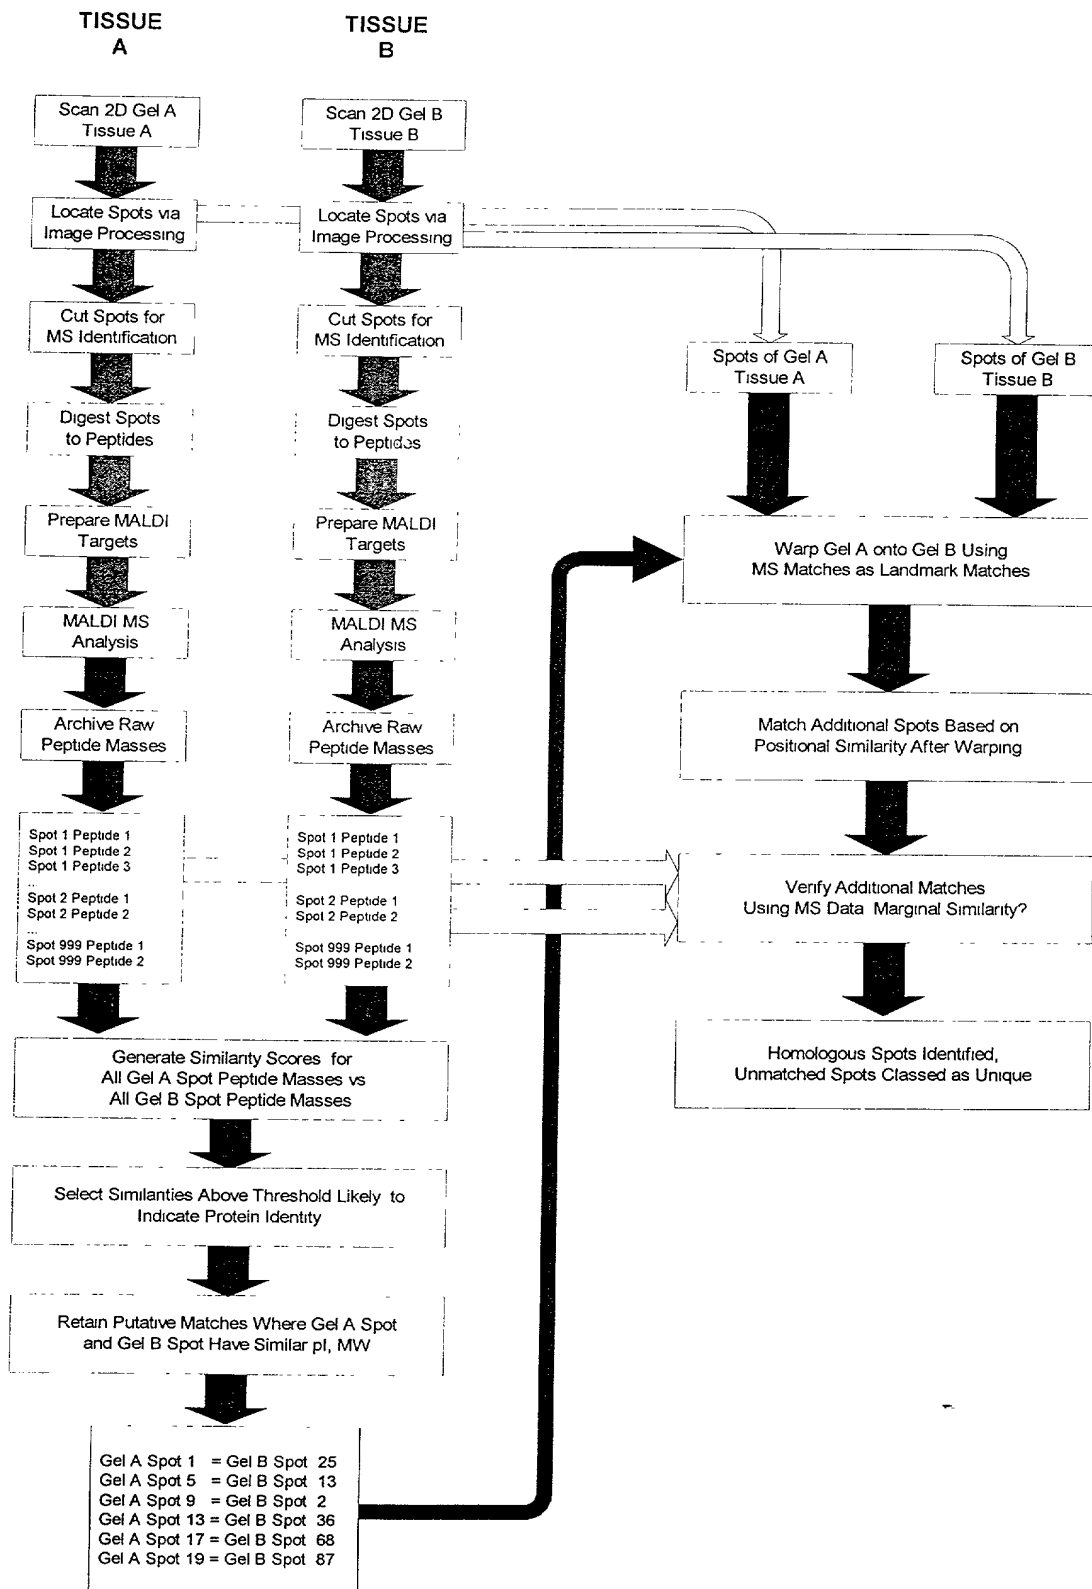 TISSUE
A
TISSUE
B
Scan 2D Gel A
Tissue A
Scan 2D Gel B
Tissue B
Locate Spots via
Image Processing
Locate Spots via
Image Processing
Cut Spots for
MS Identification
Cut Spots for
MS Identification
Spots of Gel A
Tissue A
Spots of Gel B
Tissue B
Digest Spots
to Peptides
Digest Spots
to Peptides
Prepare MALDI
Targets
Prepare MALDI
Targets
Warp Gel A onto Gel B Using
MS Matches as Landmark Matches
MALDI MS
Analysis
MALDI MS
Analysis
Archive Raw
Peptide Masses
Archive Raw
Peptide Masses
Match Additional Spots Based on
Positional Similarity After Warping
Spot 1 Peptide 1
Spot 1 Peptide 2
Spot 1 Peptide 3
...
Spot 2 Peptide 1
Spot 2 Peptide 2
...
Spot 999 Peptide 1
Spot 999 Peptide 2
Spot 1 Peptide 1
Spot 1 Peptide 2
Spot 1 Peptide 3
Spot 2 Peptide 1
Spot 2 Peptide 2
Spot 999 Peptide 1
Spot 999 Peptide 2
Verify Additional Matches
Using MS Data Marginal Similarity?
Homologous Spots Identified,
Unmatched Spots Classed as Unique
Generate Similarity Scores for
All Gel A Spot Peptide Masses vs
All Gel B Spot Peptide Masses
Select Similarities Above Threshold Likely to
Indicate Protein Identity
Retain Putative Matches Where Gel A Spot
and Gel B Spot Have Similar pI, MW
Gel A Spot 1 = Gel B Spot 25
Gel A Spot 5 = Gel B Spot 13
Gel A Spot 9 = Gel B Spot 2
Gel A Spot 13 = Gel B Spot 36
Gel A Spot 17 = Gel B Spot 68
Gel A Spot 19 = Gel B Spot 87